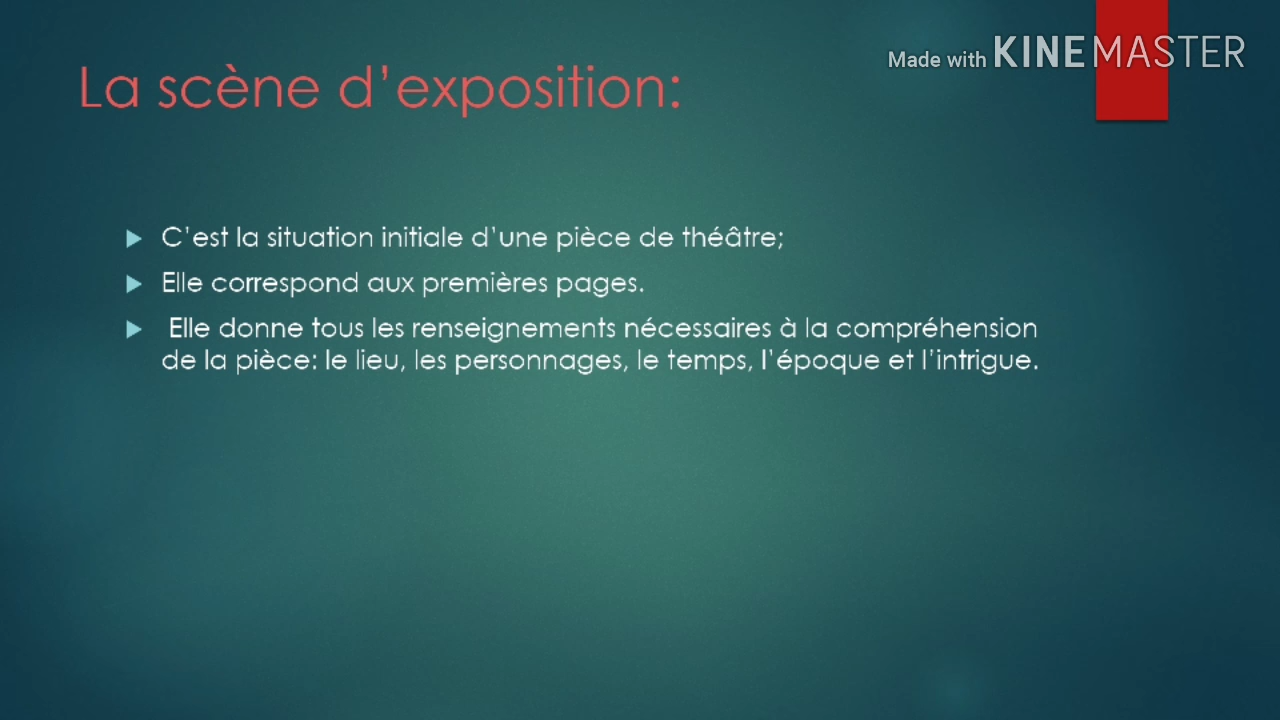 Made with KINEMASTER
La scène d’exposition:
C’est la situation initiale d’une pièce de théâtre;
Elle correspond aux premières pages.
Elle donne tous les renseignements nécessaires à la compréhension
de la pièce: le lieu, les personnages, le temps, l’époque et l’intrigue.